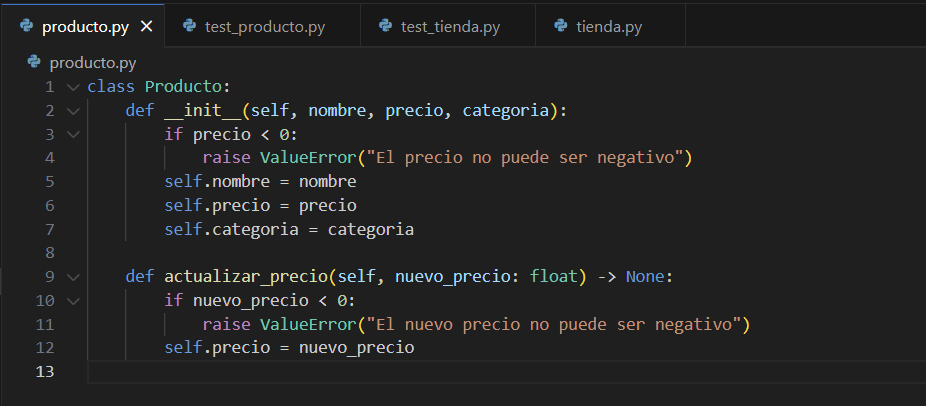 producto.py
test_producto.py
test_tienda.py
tienda.py
producto.py
1 class Producto:
2     def __init__(self, nombre, precio, categoria):
3         if precio < 0:
4             raise ValueError("El precio no puede ser negativo")
5         self.nombre = nombre
6         self.precio = precio
7         self.categoria = categoria
8
9     def actualizar_precio(self, nuevo_precio: float) -> None:
10         if nuevo_precio < 0:
11             raise ValueError("El nuevo precio no puede ser negativo")
12         self.precio = nuevo_precio
13